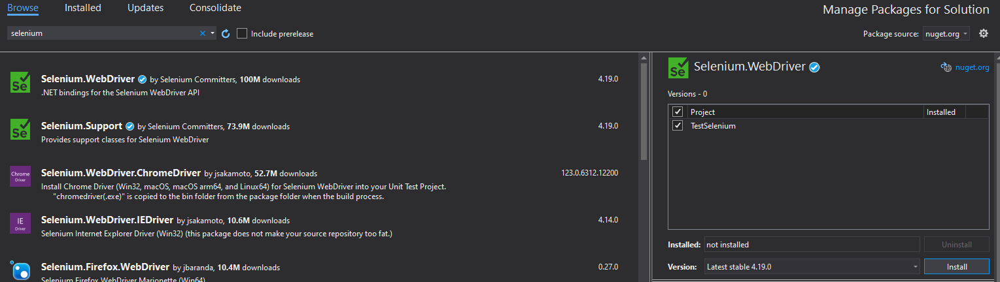 Browse Installed Updates Consolidate
Manage Packages for Solution
selenium
Include prerelease
Package source: nuget.org
Se
Selenium.WebDriver by Selenium Committers, 100M downloads
4.19.0
.NET bindings for the Selenium WebDriver API
Se
Selenium.Support by Selenium Committers, 73.9M downloads
4.19.0
Provides support classes for Selenium WebDriver
Chrome
Driver
Selenium.WebDriver.ChromeDriver by jsakamoto, 52.7M downloads
123.0.6312.12200
Install Chrome Driver (Win32, macOS, macOS arm64, and Linux64) for Selenium WebDriver into your Unit Test Project.
"chromedriver(.exe)" is copied to the bin folder from the package folder when the build process.
IE
Driver
Selenium.WebDriver.IEDriver by jsakamoto, 10.6M downloads
4.14.0
Selenium Internet Explorer Driver (Win32) (this package does not make your source repository too fat.)
Selenium.Firefox.WebDriver by jbaranda, 10.4M downloads
0.27.0
Selenium Firefox WebDriver Marionette (Win64)
Se
Selenium.WebDriver
nuget.org
Versions - 0
Project Installed
TestSelenium
Installed: not installed Uninstall
Version: Latest stable 4.19.0 Install